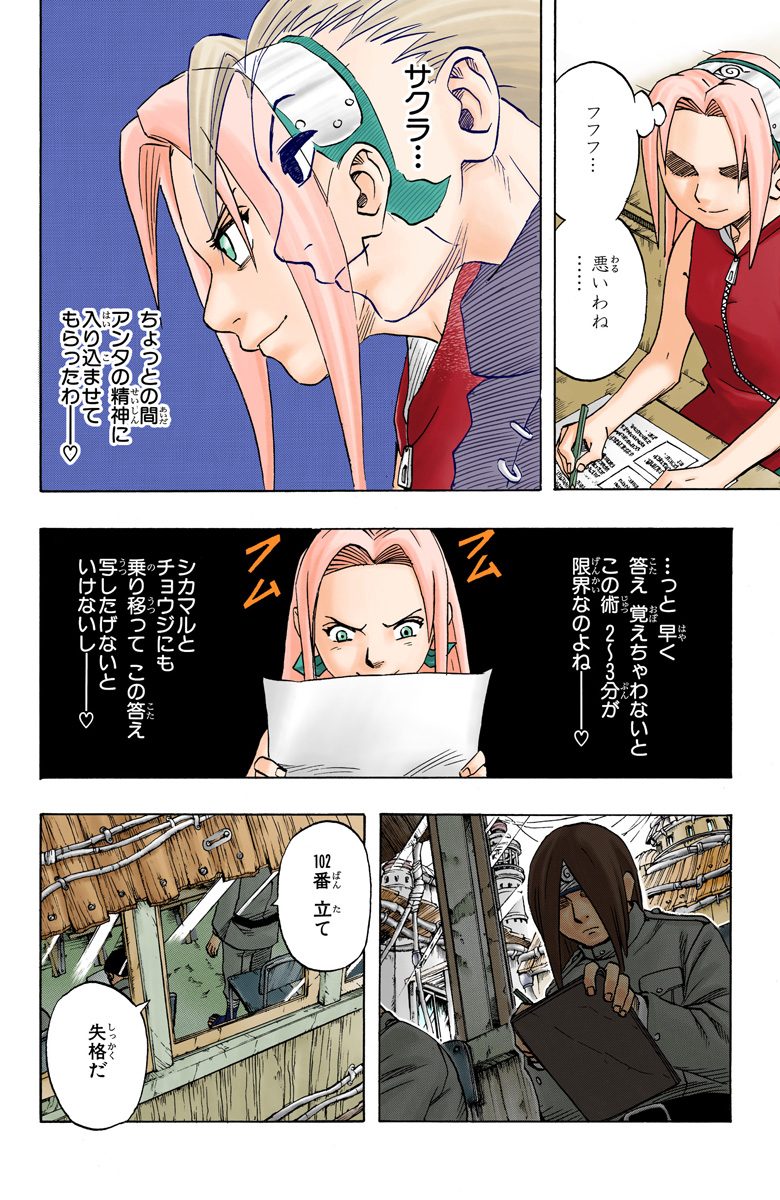 フフフ…
悪いわね
……
サクラ…
ちょっとの間
アンタの精神に
入り込ませて
もらったわ──♡
…っと 早く
答え 覚えちゃわないと
この術 2～3分が
限界なのよね──♡
フム
フム
シカマルと
チョウジにも
乗り移って この答え
写したげないと
いけないし──♡
102
番 立て
失格だ